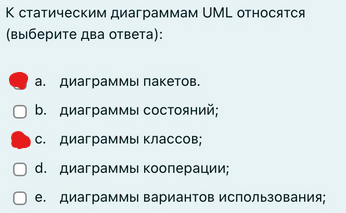 К статическим диаграммам UML относятся
(выберите два ответа):
a. диаграммы пакетов.
b. диаграммы состояний;
c. диаграммы классов;
d. диаграммы кооперации;
e. диаграммы вариантов использования;